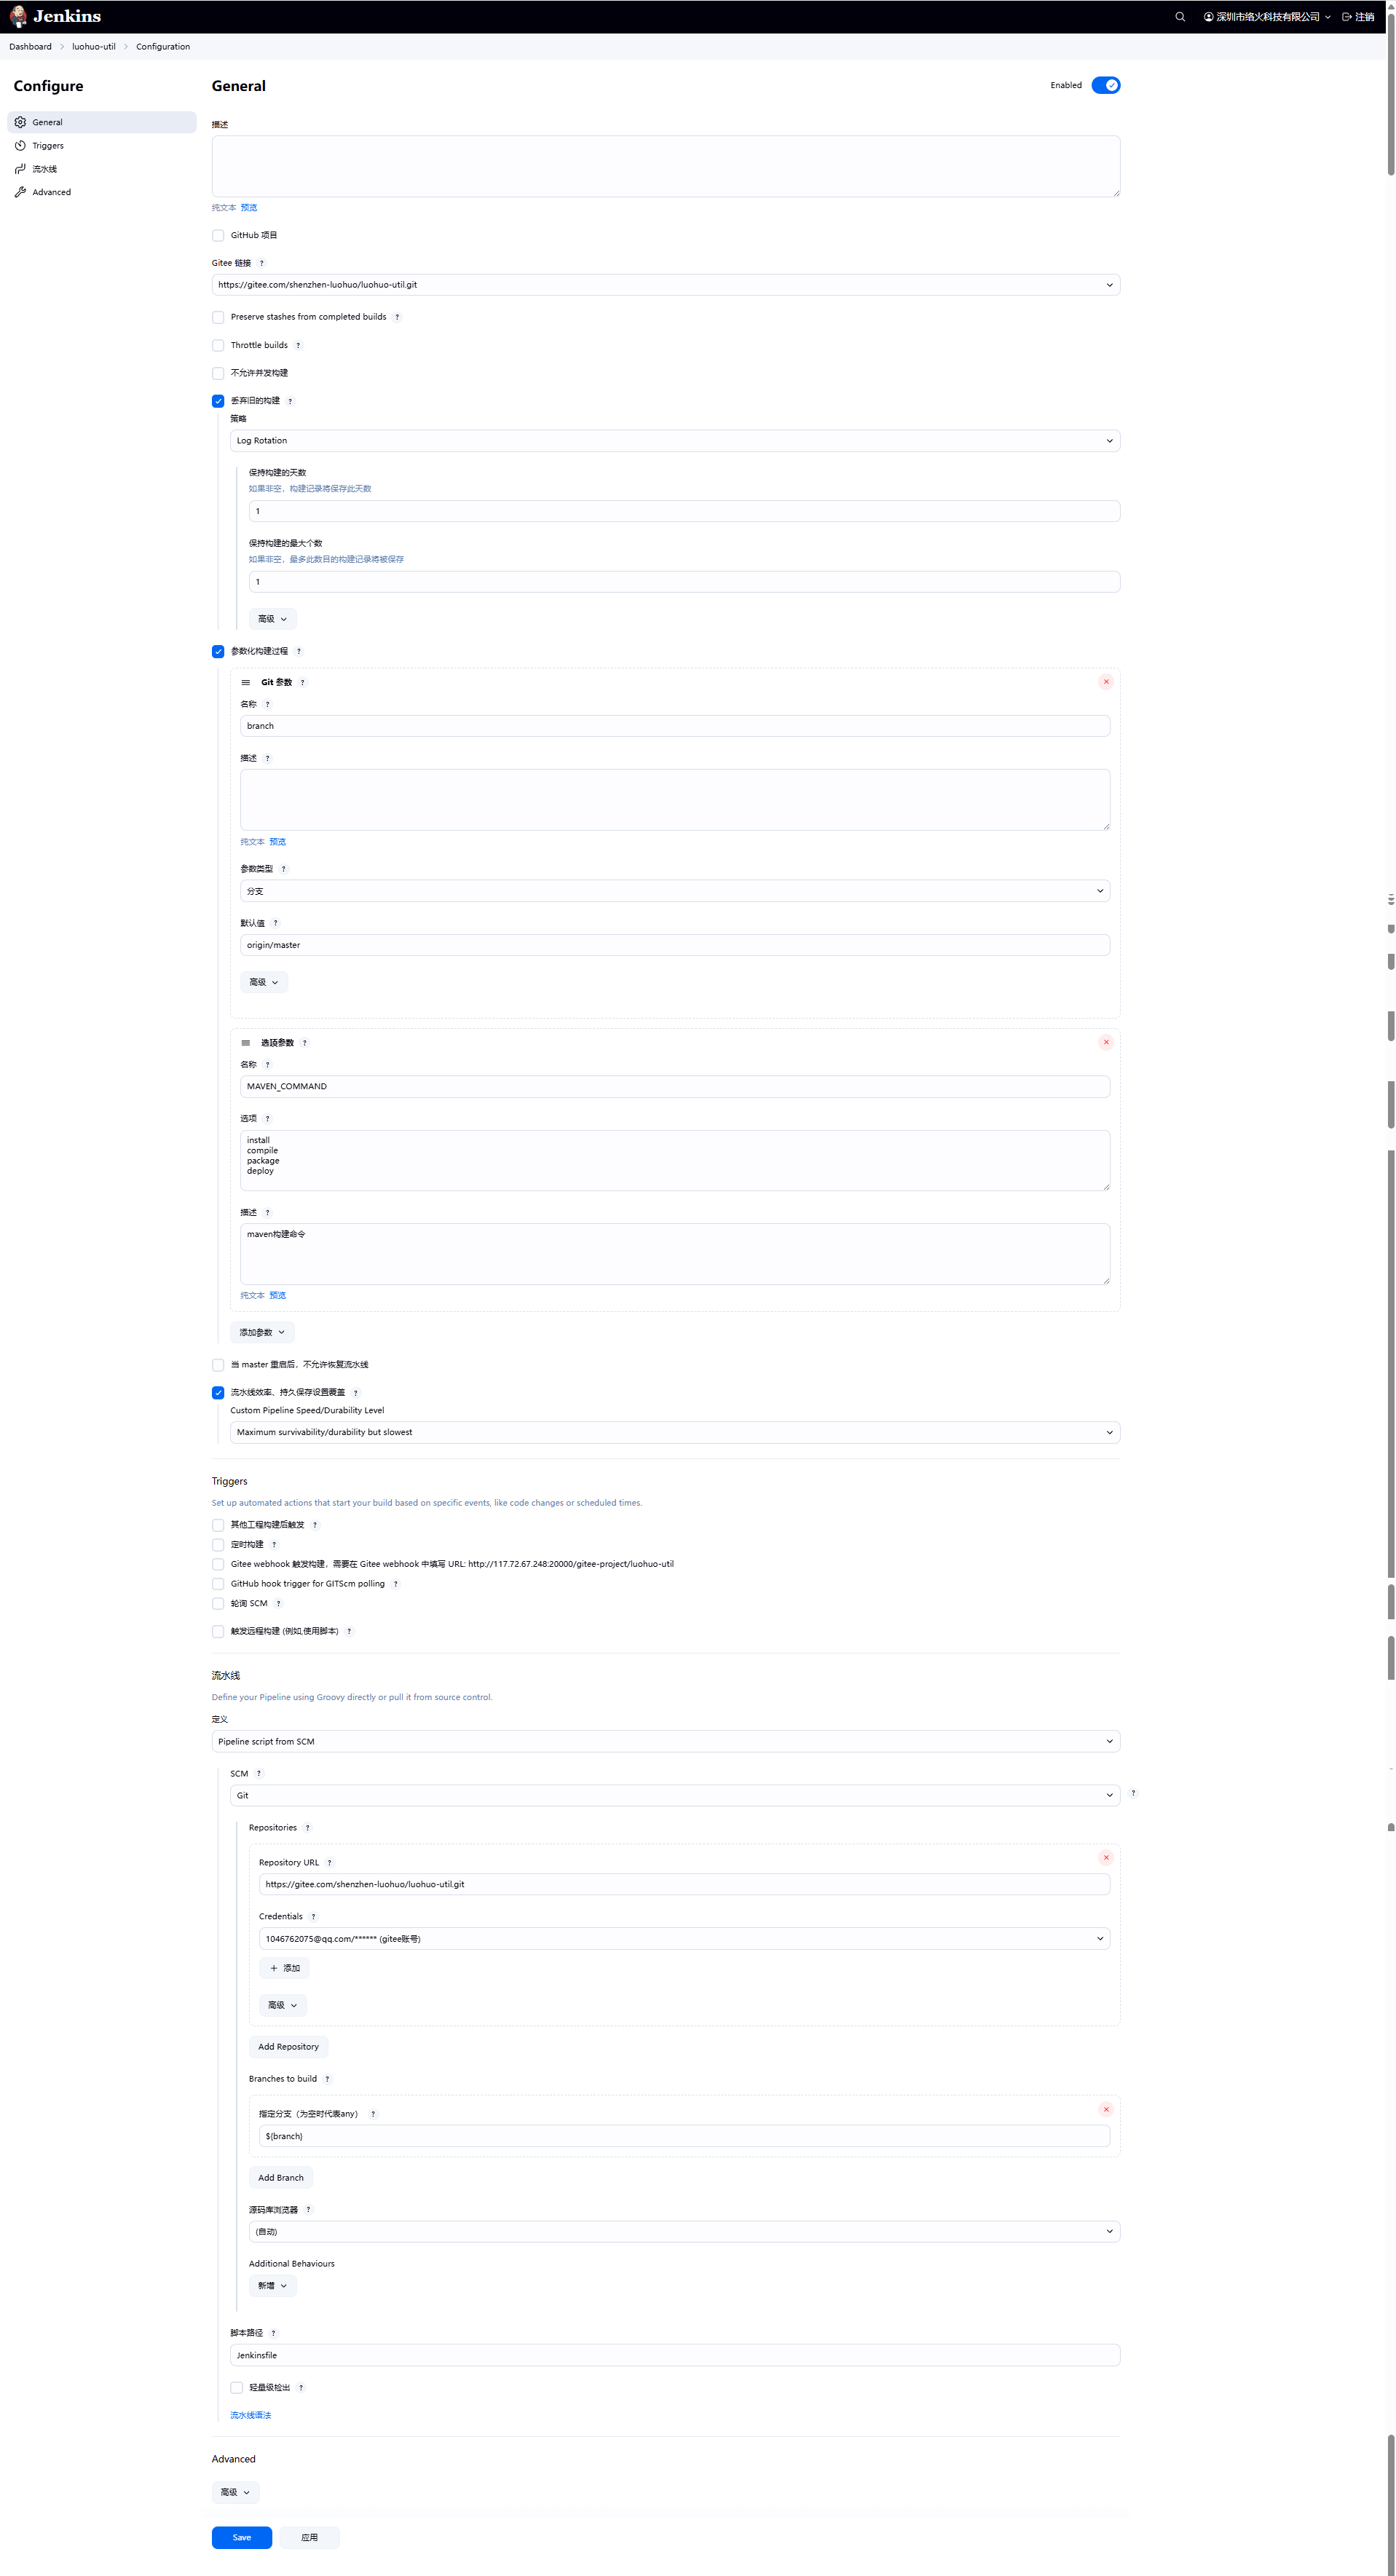 Jenkins
深圳市络火科技有限公司
注销
Dashboard
luohuo-util
Configuration
Configure
General
Triggers
流水线
Advanced
General
Enabled
描述
纯文本 预览
GitHub 项目
Gitee 链接 ?
https://gitee.com/shenzhen-luohuo/luohuo-util.git
Preserve stashes from completed builds ?
Throttle builds ?
不允许并发构建
丢弃旧的构建 ?
策略
Log Rotation
保持构建的天数
如果非空，构建记录将保存此天数
1
保持构建的最大个数
如果非空，最多此数目的构建记录将被保存
1
高级
参数化构建过程 ?
Git 参数 ?
名称 ?
branch
描述 ?
纯文本 预览
参数类型 ?
分支
默认值 ?
origin/master
高级
选项参数 ?
名称 ?
MAVEN_COMMAND
选项 ?
install
compile
package
deploy
描述 ?
maven构建命令
纯文本 预览
添加参数
当 master 重启后，不允许恢复流水线
流水线效率、持久保存设置覆盖 ?
Custom Pipeline Speed/Durability Level
Maximum survivability/durability but slowest
Triggers
Set up automated actions that start your build based on specific events, like code changes or scheduled times.
其他工程构建后触发 ?
定时构建 ?
Gitee webhook 触发构建，需要在 Gitee webhook 中填写 URL: http://117.72.67.248:20000/gitee-project/luohuo-util
GitHub hook trigger for GITScm polling ?
轮询 SCM ?
触发远程构建 (例如,使用脚本) ?
流水线
Define your Pipeline using Groovy directly or pull it from source control.
定义
Pipeline script from SCM
SCM ?
Git
?
Repositories ?
Repository URL ?
https://gitee.com/shenzhen-luohuo/luohuo-util.git
Credentials ?
1046762075@qq.com/****** (gitee账号)
添加
高级
Add Repository
Branches to build ?
指定分支（为空时代表any） ?
${branch}
Add Branch
源码库浏览器 ?
(自动)
Additional Behaviours
新增
脚本路径 ?
Jenkinsfile
轻量级检出 ?
流水线语法
Advanced
高级
Save
应用